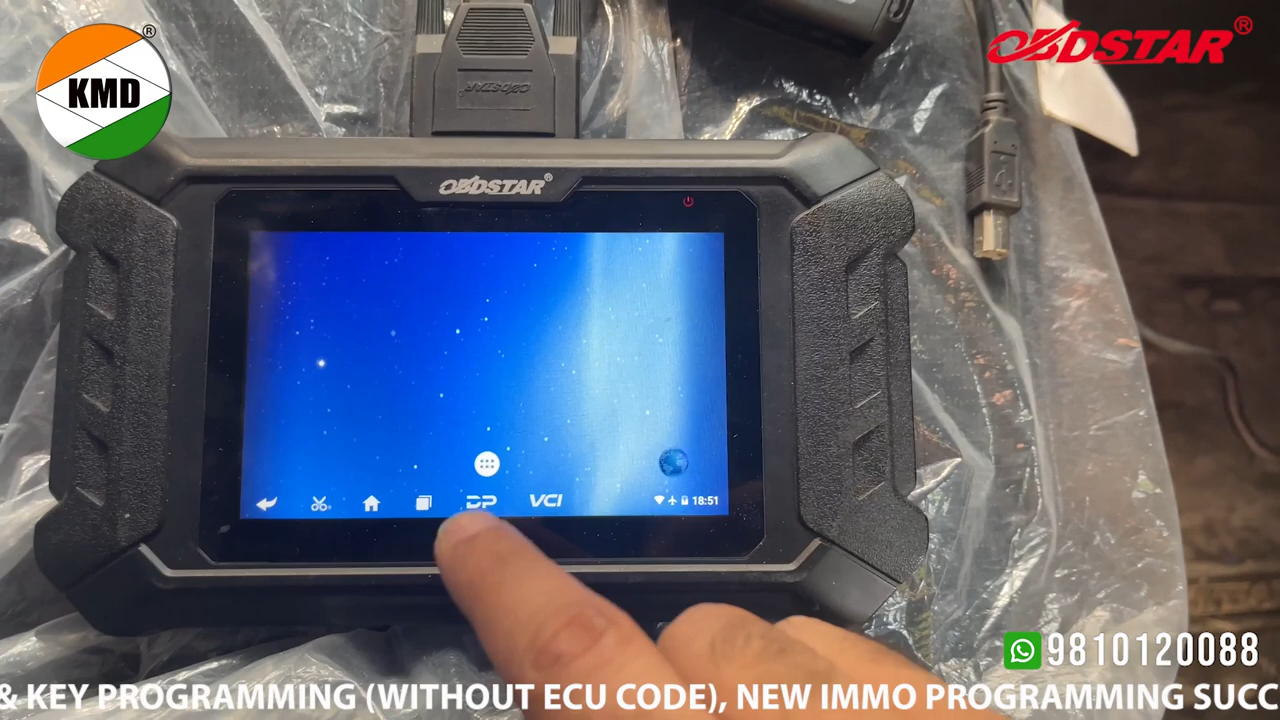 KMD ®
OBDSTAR®
OBDSTAR
OBDSTAR®
DP VCI 18:51
9810120088
& KEY PROGRAMMING (WITHOUT ECU CODE), NEW IMMO PROGRAMMING SUCC